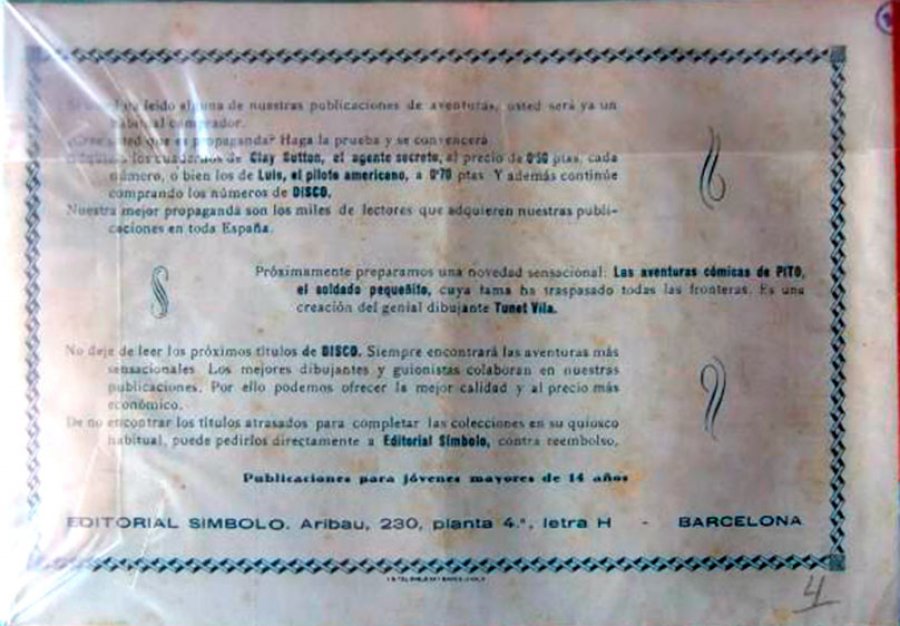 Si usted ha leído alguna de nuestras publicaciones de aventuras, usted será ya un
habitual comprador.
¿Cree usted que es propaganda? Haga la prueba y se convencerá
los cuadernos de Clay Sutton, el agente secreto, al precio de 0'50 ptas. cada
número, o bien los de Luis, el piloto americano, a 0'70 ptas. Y además continúe
comprando los números de DISCO.
Nuestra mejor propaganda son los miles de lectores que adquieren nuestras publi-
caciones en toda España.
Próximamente preparamos una novedad sensacional: Las aventuras cómicas de PITO,
el soldado pequeñito, cuya fama ha traspasado todas las fronteras. Es una
creación del genial dibujante Tunet Vila.
No deje de leer los próximos títulos de DISCO. Siempre encontrará las aventuras más
sensacionales. Los mejores dibujantes y guionistas colaboran en nuestras
publicaciones. Por ello podemos ofrecer la mejor calidad y al precio más
económico.
De no encontrar los títulos atrasados para completar las colecciones en su quiosco
habitual, puede pedirlos directamente a Editorial Símbolo, contra reembolso.
Publicaciones para jóvenes mayores de 14 años
EDITORIAL SIMBOLO. Aribau, 230, planta 4.ª, letra H - BARCELONA
4